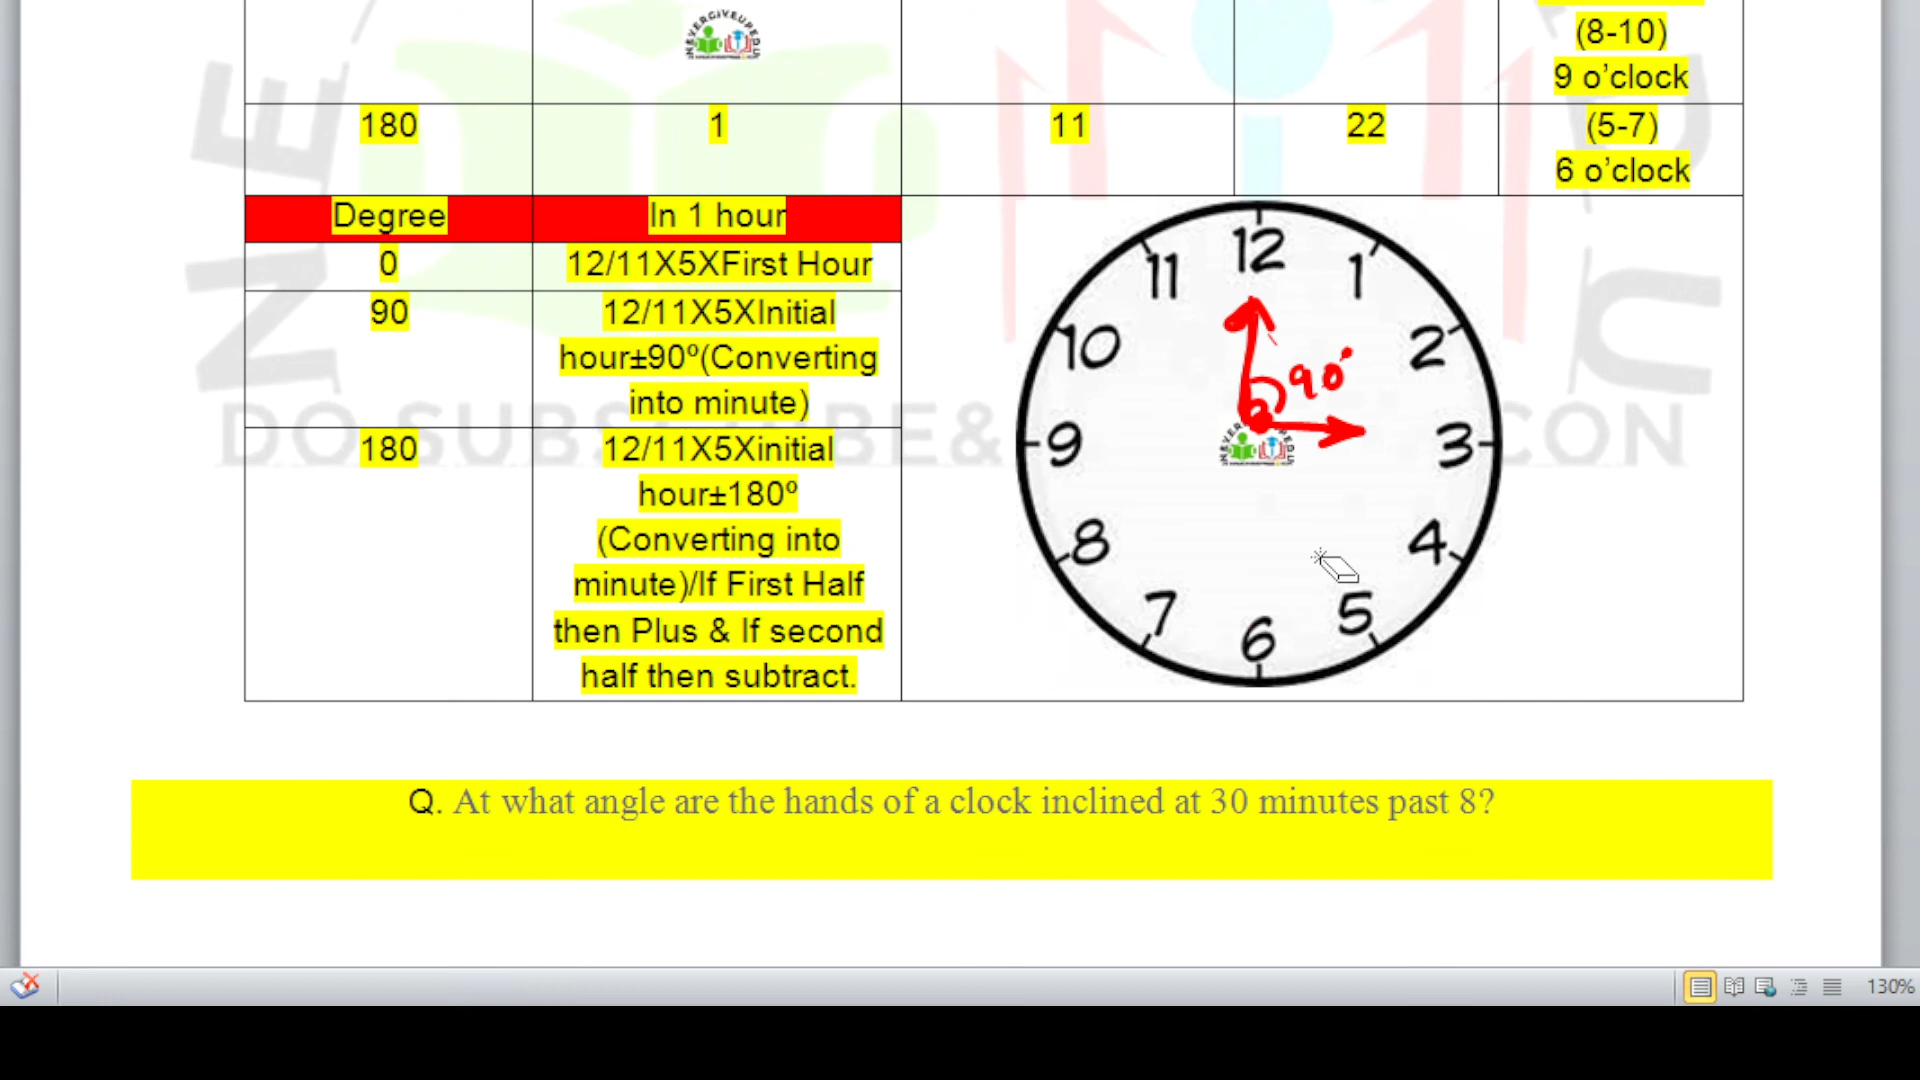 (8-10)
9 o’clock
180 1 11 22 (5-7)
6 o’clock
Degree In 1 hour
0 12/11X5XFirst Hour
90 12/11X5XInitial
hour±90º(Converting
into minute)
180 12/11X5Xinitial
hour±180º
(Converting into
minute)/If First Half
then Plus & If second
half then subtract.
12
11 1
10 2
90°
9 3
8 4
7 5
6
NEVERGIVEUPEDU
Q. At what angle are the hands of a clock inclined at 30 minutes past 8?
130%